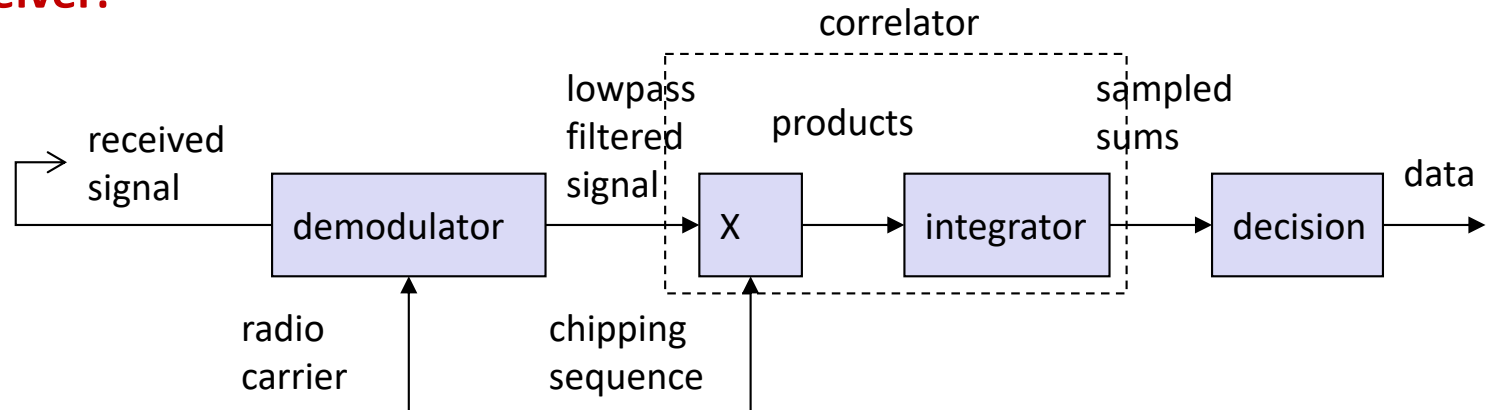 correlator
lowpass
filtered
signal
products
sampled
sums
received
signal
data
demodulator
X
integrator
decision
radio
carrier
chipping
sequence